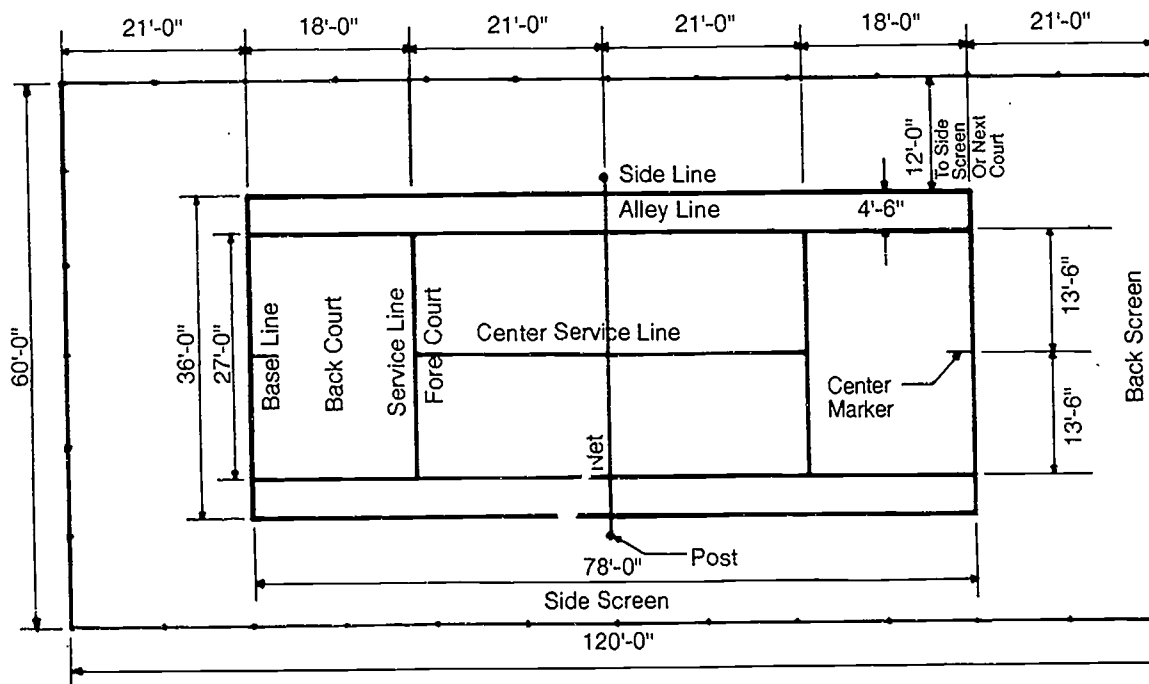 21'-0"
18'-0"
21'-0"
21'-0"
18'-0"
21'-0"
12'-0"
To Side
Screen
Or Next
Court
Side Line
Alley Line
4'-6"
60'-0"
36'-0"
27'-0"
Basel Line
Back Court
Service Line
Forel Court
Center Service Line
Net
Center
Marker
13'-6"
13'-6"
Back Screen
Post
78'-0"
Side Screen
120'-0"